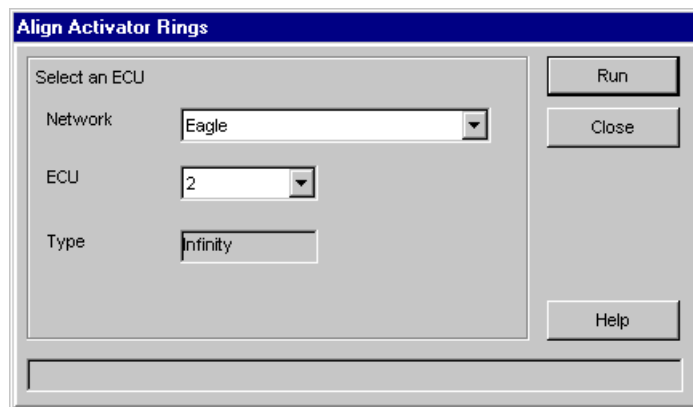 Align Activator Rings
Select an ECU
Run
Network
Eagle
Close
ECU
2
Type
Infinity
Help